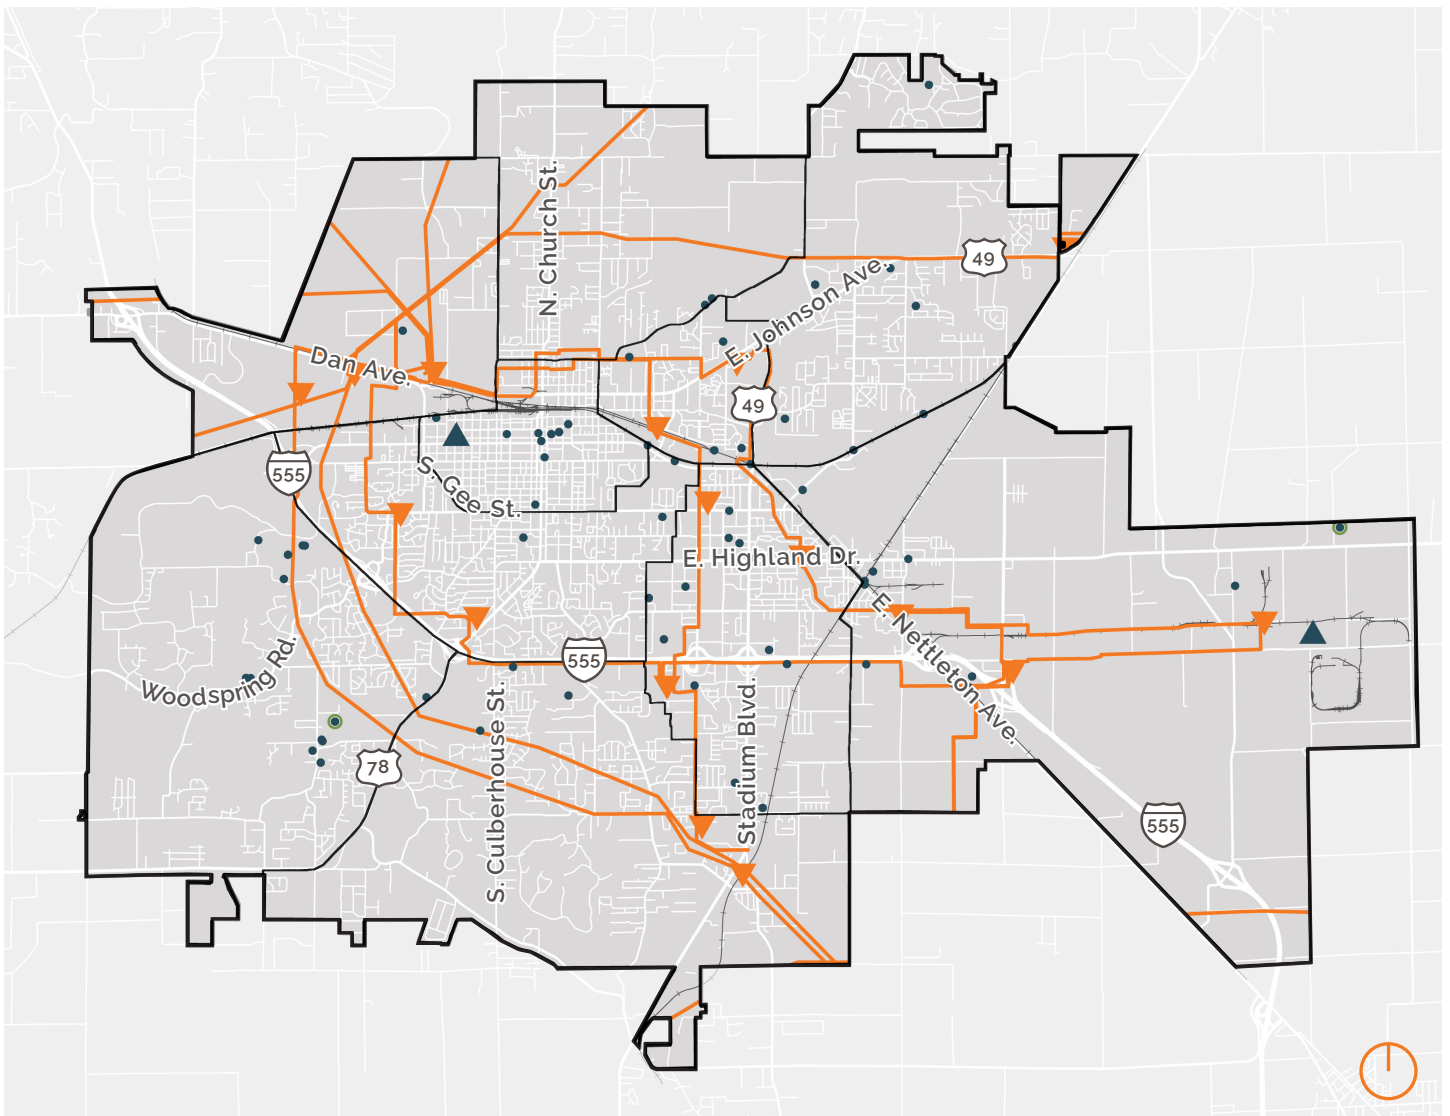 N. Church St.
49
E. Johnson Ave.
Dan Ave.
49
555
S. Gee St.
E. Highland Dr.
E. Nettleton Ave.
555
Woodspring Rd.
S. Culberhouse St.
Stadium Blvd.
78
555